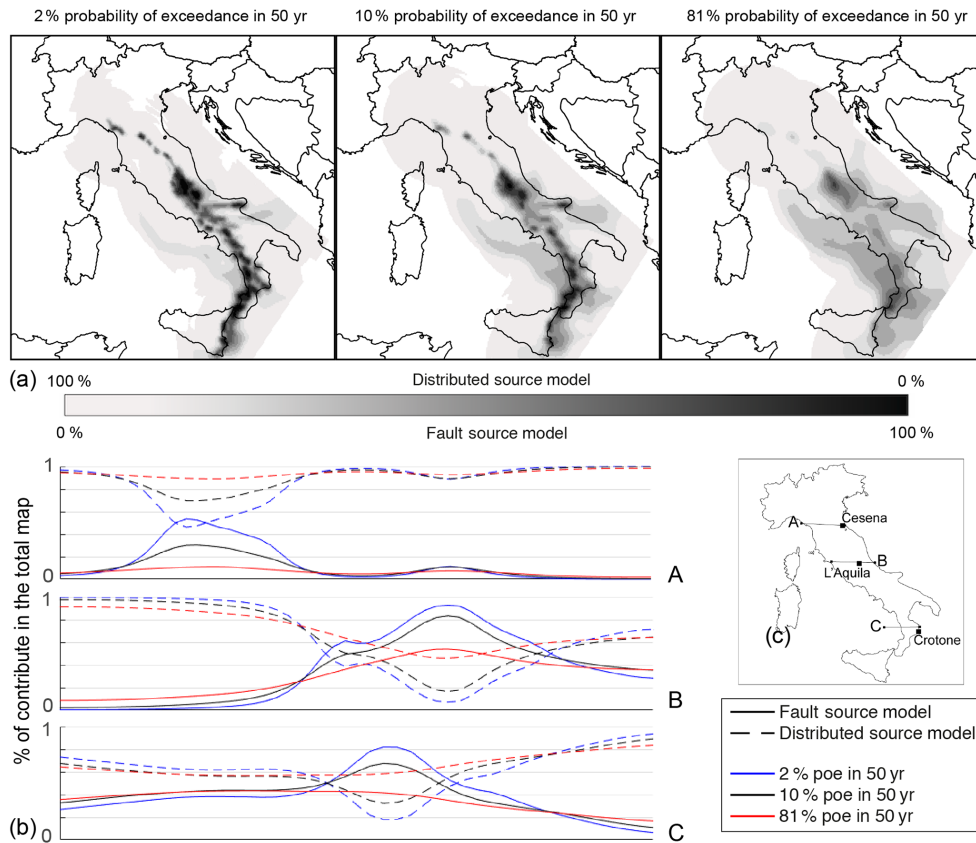 2 % probability of exceedance in 50 yr
10 % probability of exceedance in 50 yr
81 % probability of exceedance in 50 yr
(a)
100 %
Distributed source model
0 %
0 %
Fault source model
100 %
% of contribute in the total map
1
A
1
0
B
1
0
0
C
(b)
A
Cesena
L'Aquila
B
C
(c)
Crotone
Fault source model
Distributed source model
2 % poe in 50 yr
10 % poe in 50 yr
81 % poe in 50 yr